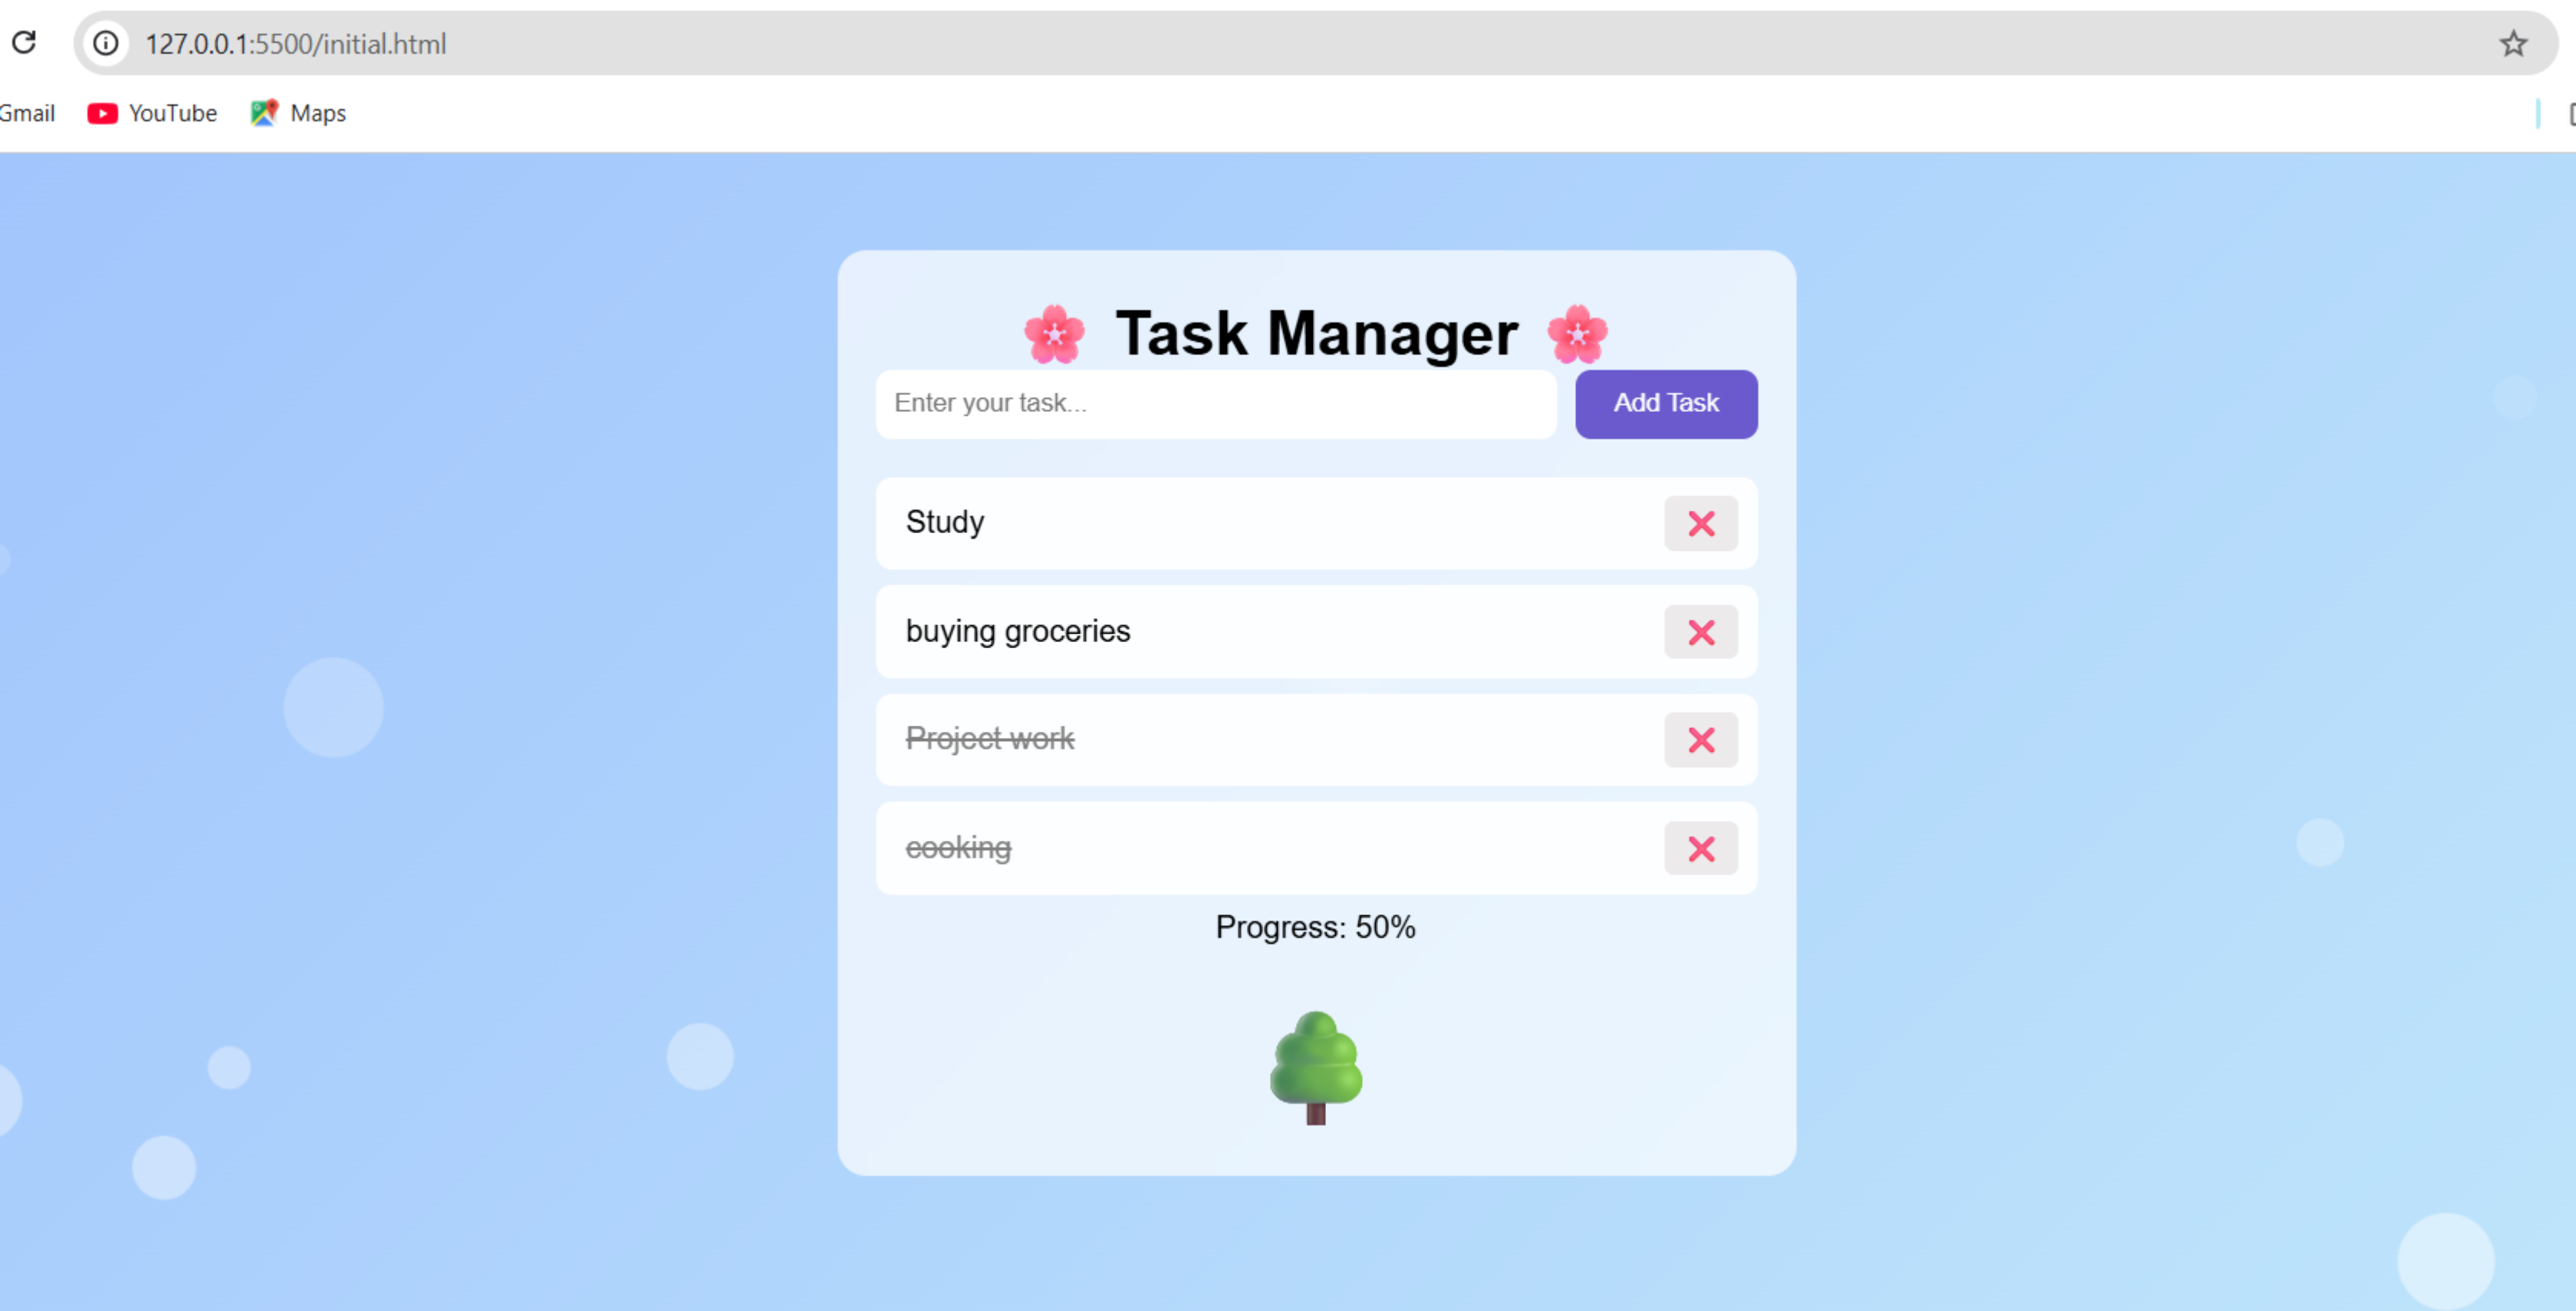 127.0.0.1:5500/initial.html
Gmail YouTube Maps
Task Manager
Enter your task... Add Task
Study
buying groceries
Project work
cooking
Progress: 50%